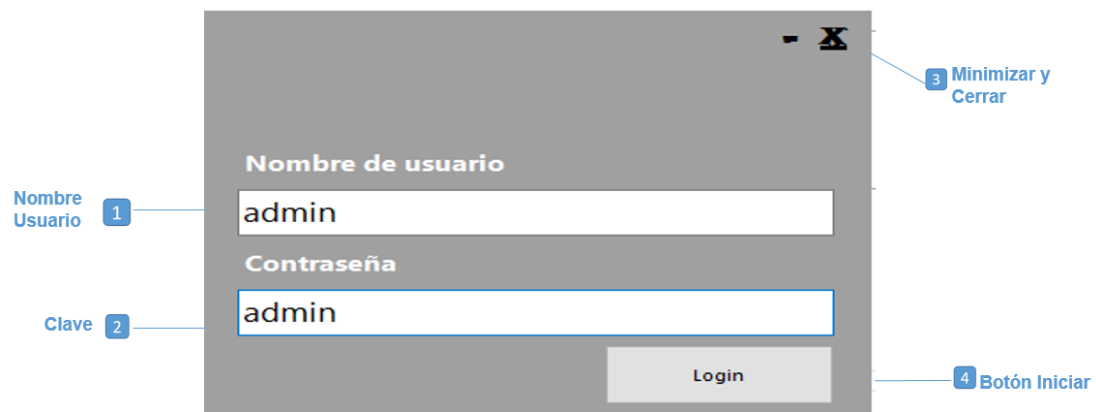 - X
3 Minimizar y
Cerrar
Nombre de usuario
Nombre
Usuario 1
admin
Contraseña
Clave 2
admin
Login
4 Botón Iniciar